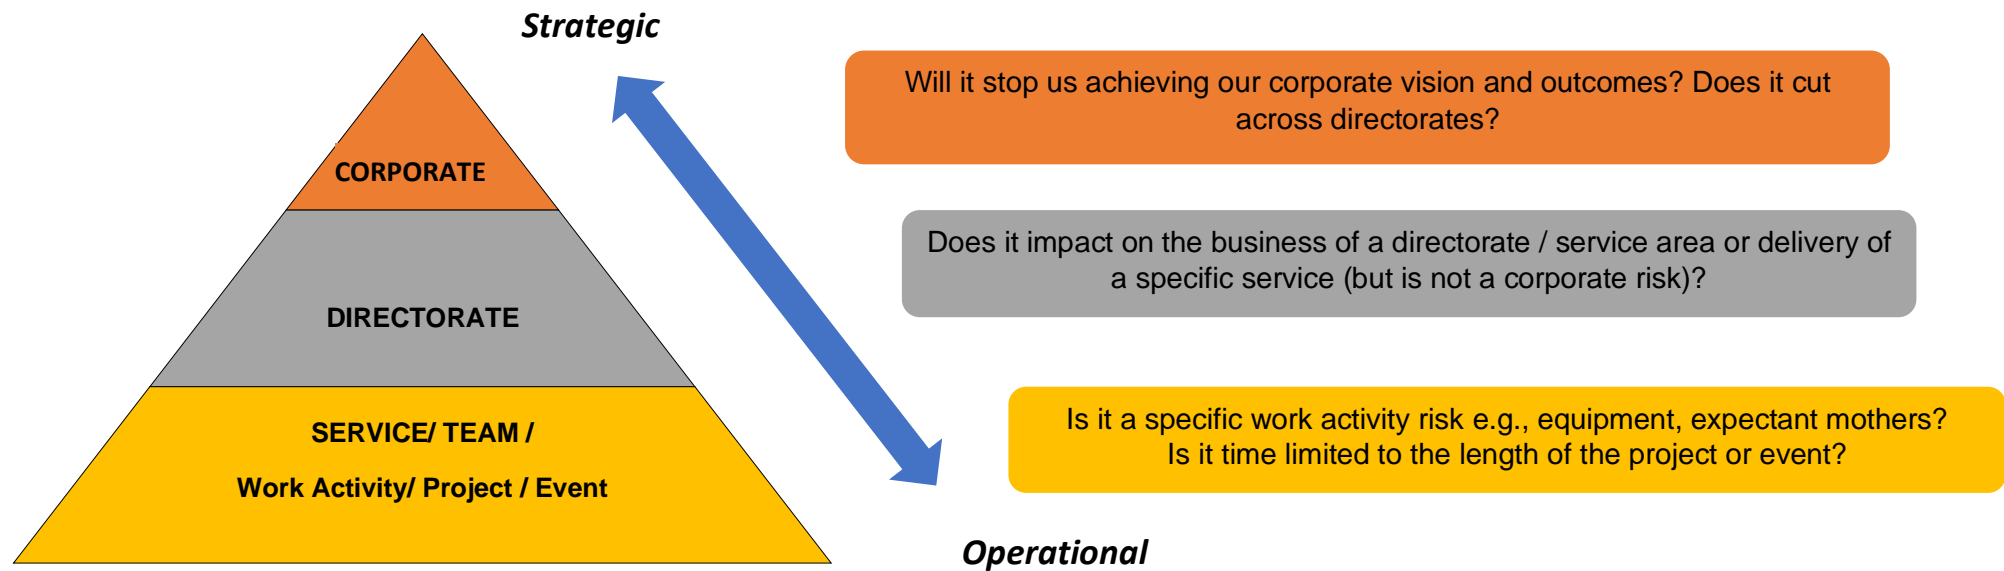 Strategic
Will it stop us achieving our corporate vision and outcomes? Does it cut
across directorates?
CORPORATE
Does it impact on the business of a directorate / service area or delivery of
a specific service (but is not a corporate risk)?
DIRECTORATE
Is it a specific work activity risk e.g., equipment, expectant mothers?
Is it time limited to the length of the project or event?
SERVICE/ TEAM /
Work Activity/ Project / Event
Operational